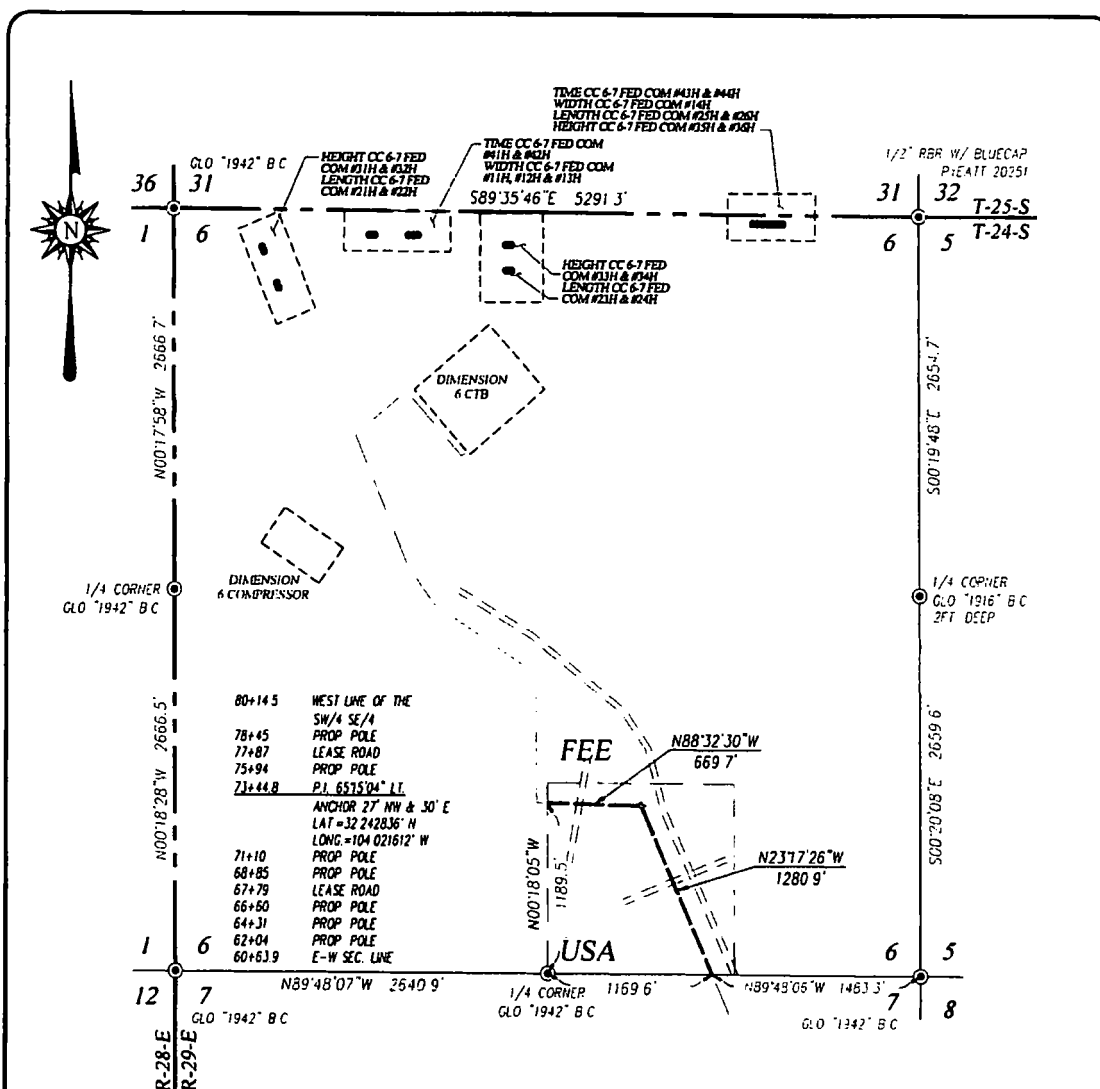 TIME CC 6-7 FED COM #43H & #44H
WIDTH CC 6-7 FED COM #14H
LENGTH CC 6-7 FED COM #25H & #26H
HEIGHT CC 6-7 FED COM #35H & #36H
TIME CC 6-7 FED COM
#41H & #42H
WIDTH CC 6-7 FED COM
#11H, #12H & #13H
HEIGHT CC 6-7 FED
COM #31H & #32H
LENGTH CC 6-7 FED
COM #21H & #22H
GLO "1942" B C
1/2" RBR W/ BLUECAP
20351
36 31
1 6
S89°35'46"E 5291 3'
31 32
6 5
T-25-S
T-24-S
N
HEIGHT CC 6-7 FED
COM #33H & #34H
LENGTH CC 6-7 FED
COM #23H & #24H
N00°17'58"W 2666 7'
S00°19'48"E 2654.7'
DIMENSION
6 CTB
DIMENSION
6 COMPRESSOR
1/4 CORNER
GLO "1942" B C
1/4 CORNER
GLO "1916" B C
2FT DEEP
N00°18'28"W 2666.5'
S00°20'08"E 2659 6'
80+14 5 WEST LINE OF THE
SW/4 SE/4
78+45 PROP POLE
77+87 LEASE ROAD
75+94 PROP POLE
73+44.8 P.I. 65°15'04" LT.
ANCHOR 27' NW & 30' E
LAT =32 242836° N
LONG.=104 021612° W
71+10 PROP POLE
68+85 PROP POLE
67+79 LEASE ROAD
66+60 PROP POLE
64+31 PROP POLE
62+04 PROP POLE
60+63.9 E-W SEC. LINE
FEE
N88°32'30"W
669 7'
N23°17'26"W
1280 9'
N00°18'05"W
1189.5'
USA
1 6
12 7
GLO "1942" B C
N89°48'07"W 2640 9'
1/4 CORNER
GLO "1942" B C
1169 6'
N89°48'06"W 1463.3'
6 5
7 8
GLO "1942" B C
R-28-E
R-29-E